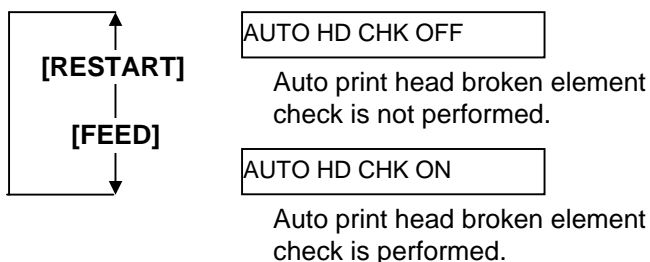 AUTO HD CHK OFF
[RESTART]
Auto print head broken element
check is not performed.
[FEED]
AUTO HD CHK ON
Auto print head broken element
check is performed.